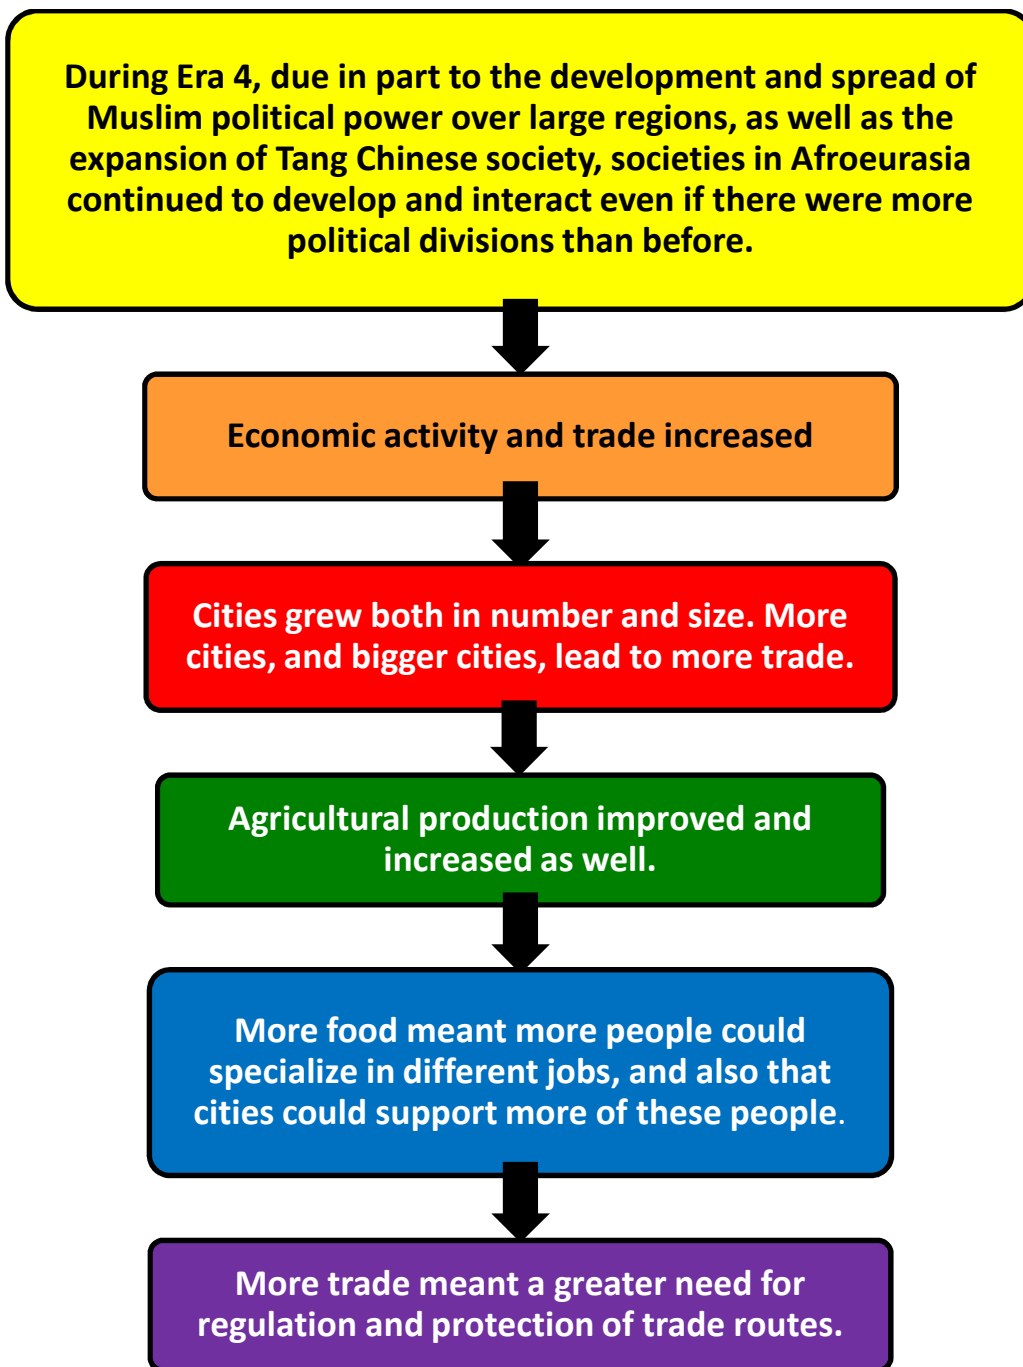 During Era 4, due in part to the development and spread of
Muslim political power over large regions, as well as the
expansion of Tang Chinese society, societies in Afroeurasia
continued to develop and interact even if there were more
political divisions than before.
Economic activity and trade increased
Cities grew both in number and size. More
cities, and bigger cities, lead to more trade.
Agricultural production improved and
increased as well.
More food meant more people could
specialize in different jobs, and also that
cities could support more of these people.
More trade meant a greater need for
regulation and protection of trade routes.